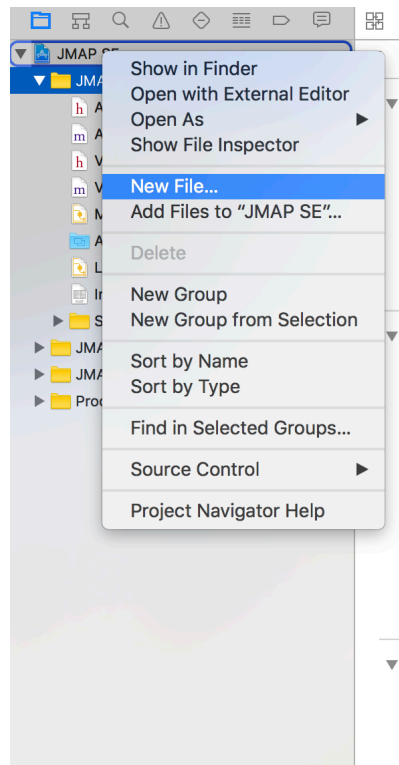 JMAP SE
JMA
h A
m A
h V
m V
M
A
L
In
S
JMA
JMA
Proc
Show in Finder
Open with External Editor
Open As
Show File Inspector
New File...
Add Files to “JMAP SE”...
Delete
New Group
New Group from Selection
Sort by Name
Sort by Type
Find in Selected Groups...
Source Control
Project Navigator Help